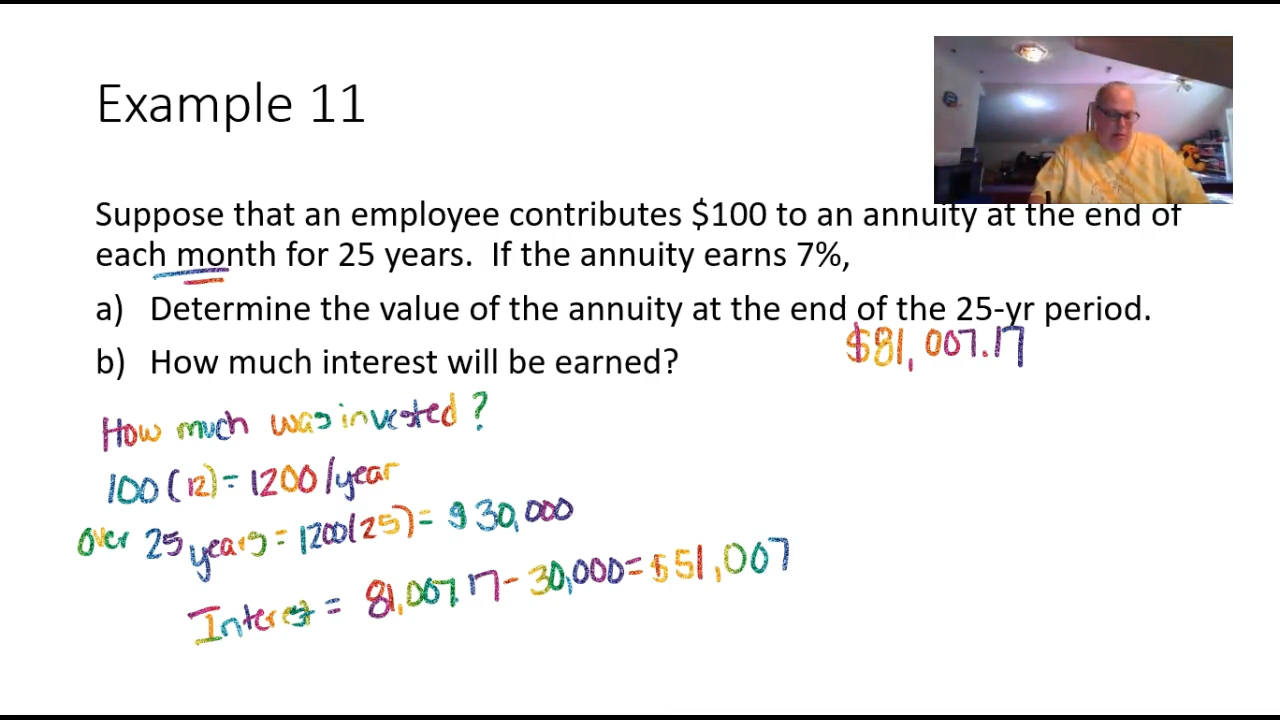 Example 11
Suppose that an employee contributes $100 to an annuity at the end of
each month for 25 years. If the annuity earns 7%,
a) Determine the value of the annuity at the end of the 25-yr period.
$81,007.17
b) How much interest will be earned?
How much was invested?
100(12)=1200/year
over 25 years=1200(25)= $30,000
Interest = 81,007.17-30,000=$51,007